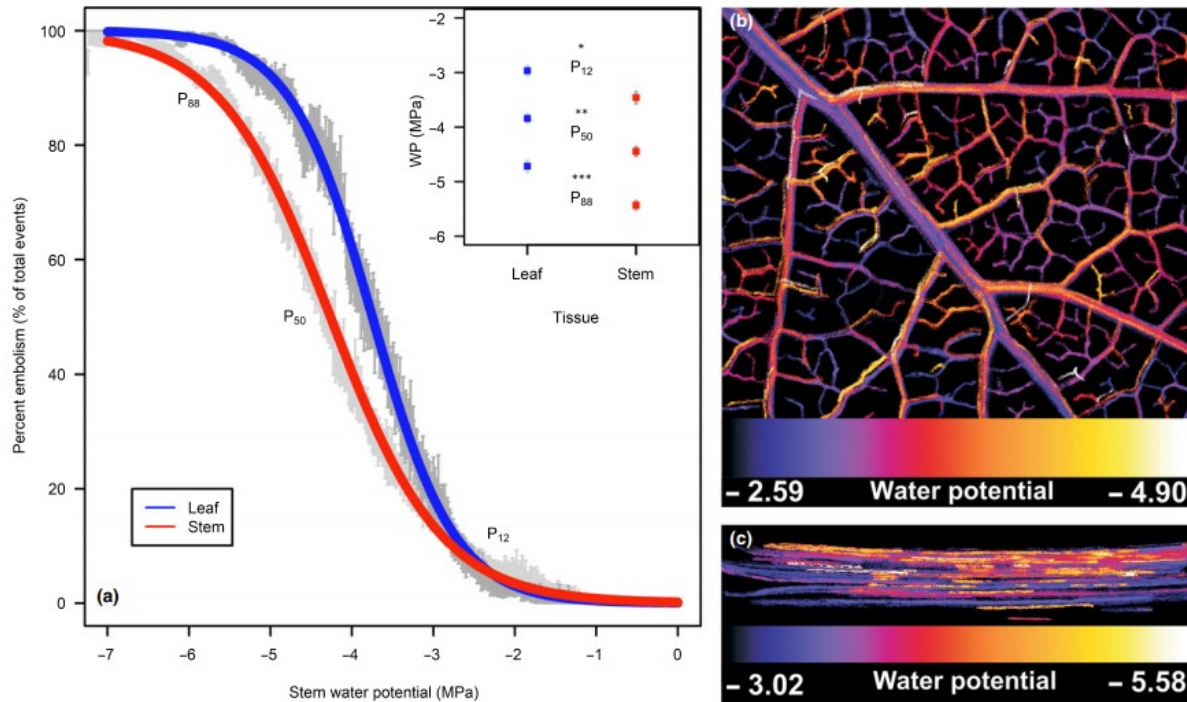 Percent embolism (% of total events)
100
80
60
40
20
0
P88
P50
P12
Leaf
Stem
(a)
−7 −6 −5 −4 −3 −2 −1 0
Stem water potential (MPa)
WP (MPa)
−2
−3
−4
−5
−6
*
P12
**
P50
***
P88
Leaf Stem
Tissue
(b)
− 2.59 Water potential − 4.90
(c)
− 3.02 Water potential − 5.58